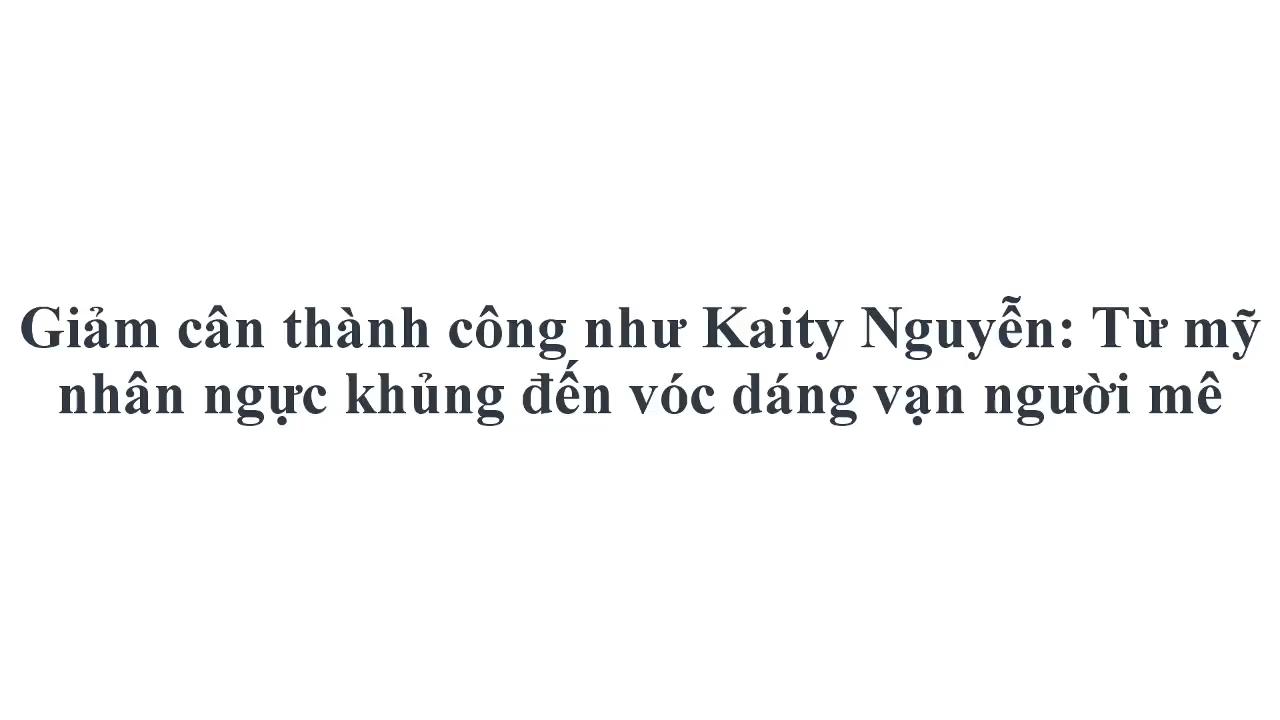 Giảm cân thành công như Kaity Nguyễn: Từ mỹ
nhân ngực khủng đến vóc dáng vạn người mê